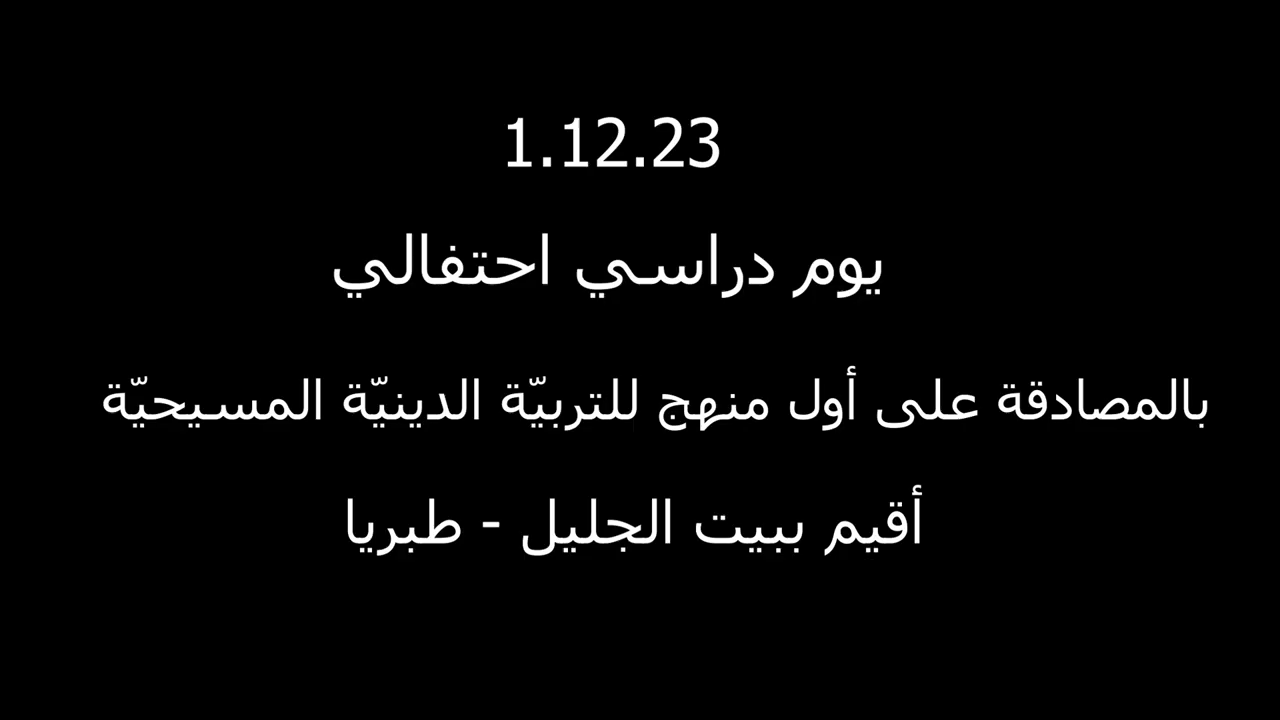 1.12.23
يوم دراسي احتفالي
بالمصادقة على أول منهج للتربيّة الدينيّة المسيحيّة
أقيم ببيت الجليل - طبريا